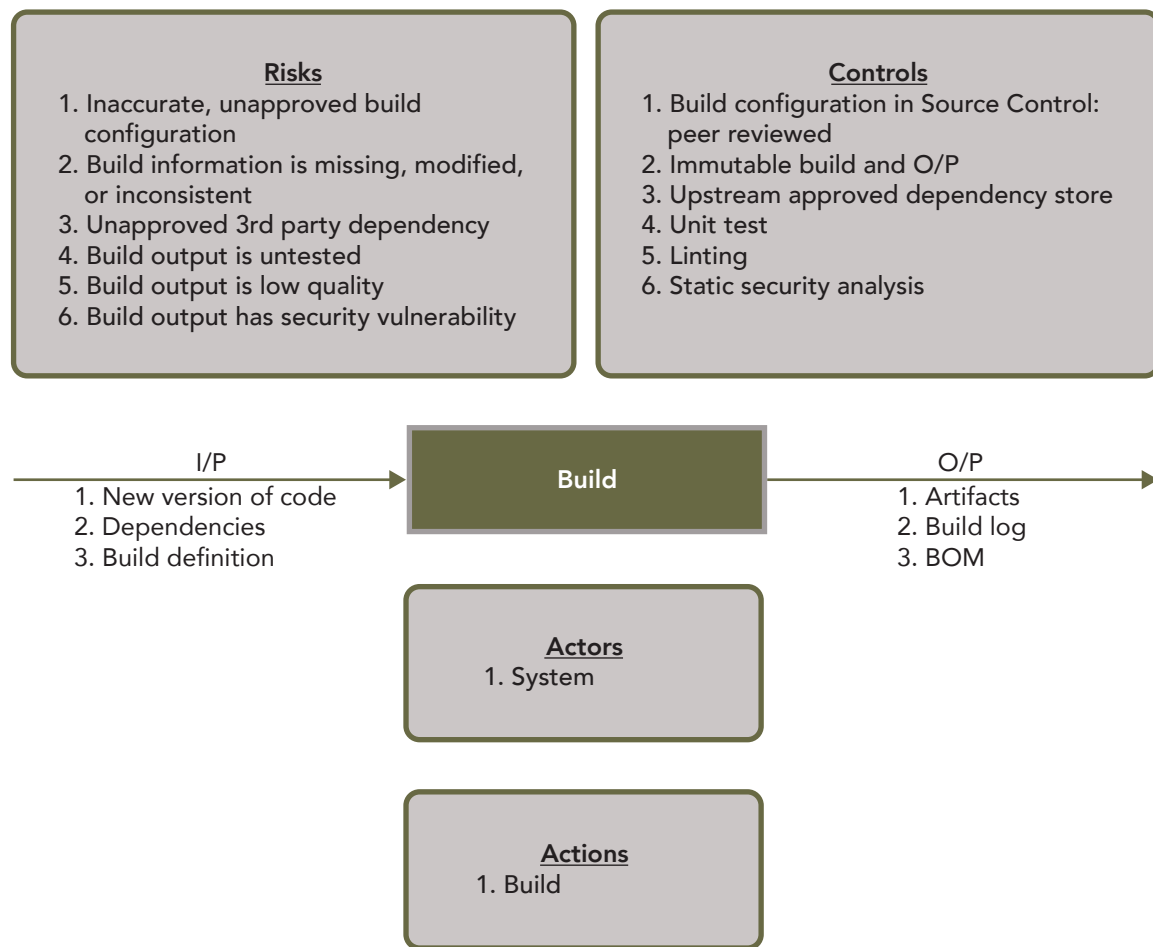 Risks
1. Inaccurate, unapproved build
configuration
2. Build information is missing, modified,
or inconsistent
3. Unapproved 3rd party dependency
4. Build output is untested
5. Build output is low quality
6. Build output has security vulnerability
Controls
1. Build configuration in Source Control:
peer reviewed
2. Immutable build and O/P
3. Upstream approved dependency store
4. Unit test
5. Linting
6. Static security analysis
I/P
1. New version of code
2. Dependencies
3. Build definition
Build
O/P
1. Artifacts
2. Build log
3. BOM
Actors
1. System
Actions
1. Build